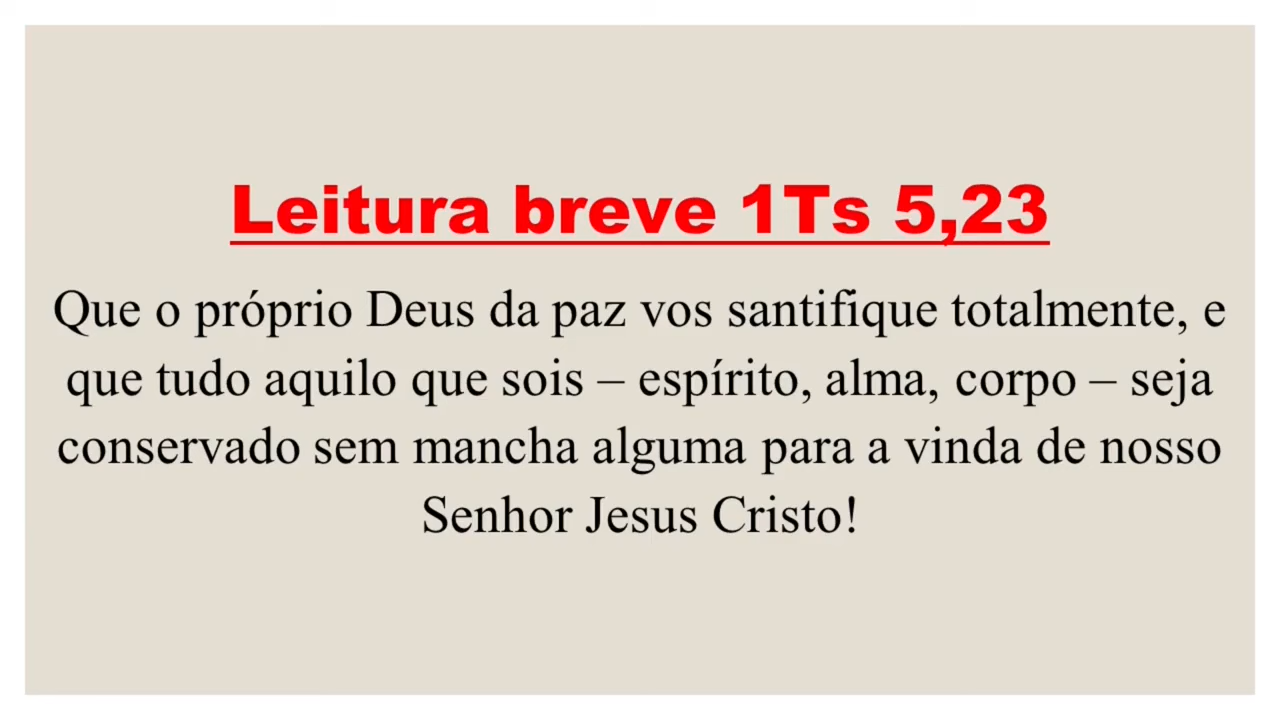 Leitura breve 1Ts 5,23
Que o próprio Deus da paz vos santifique totalmente, e
que tudo aquilo que sois – espírito, alma, corpo – seja
conservado sem mancha alguma para a vinda de nosso
Senhor Jesus Cristo!